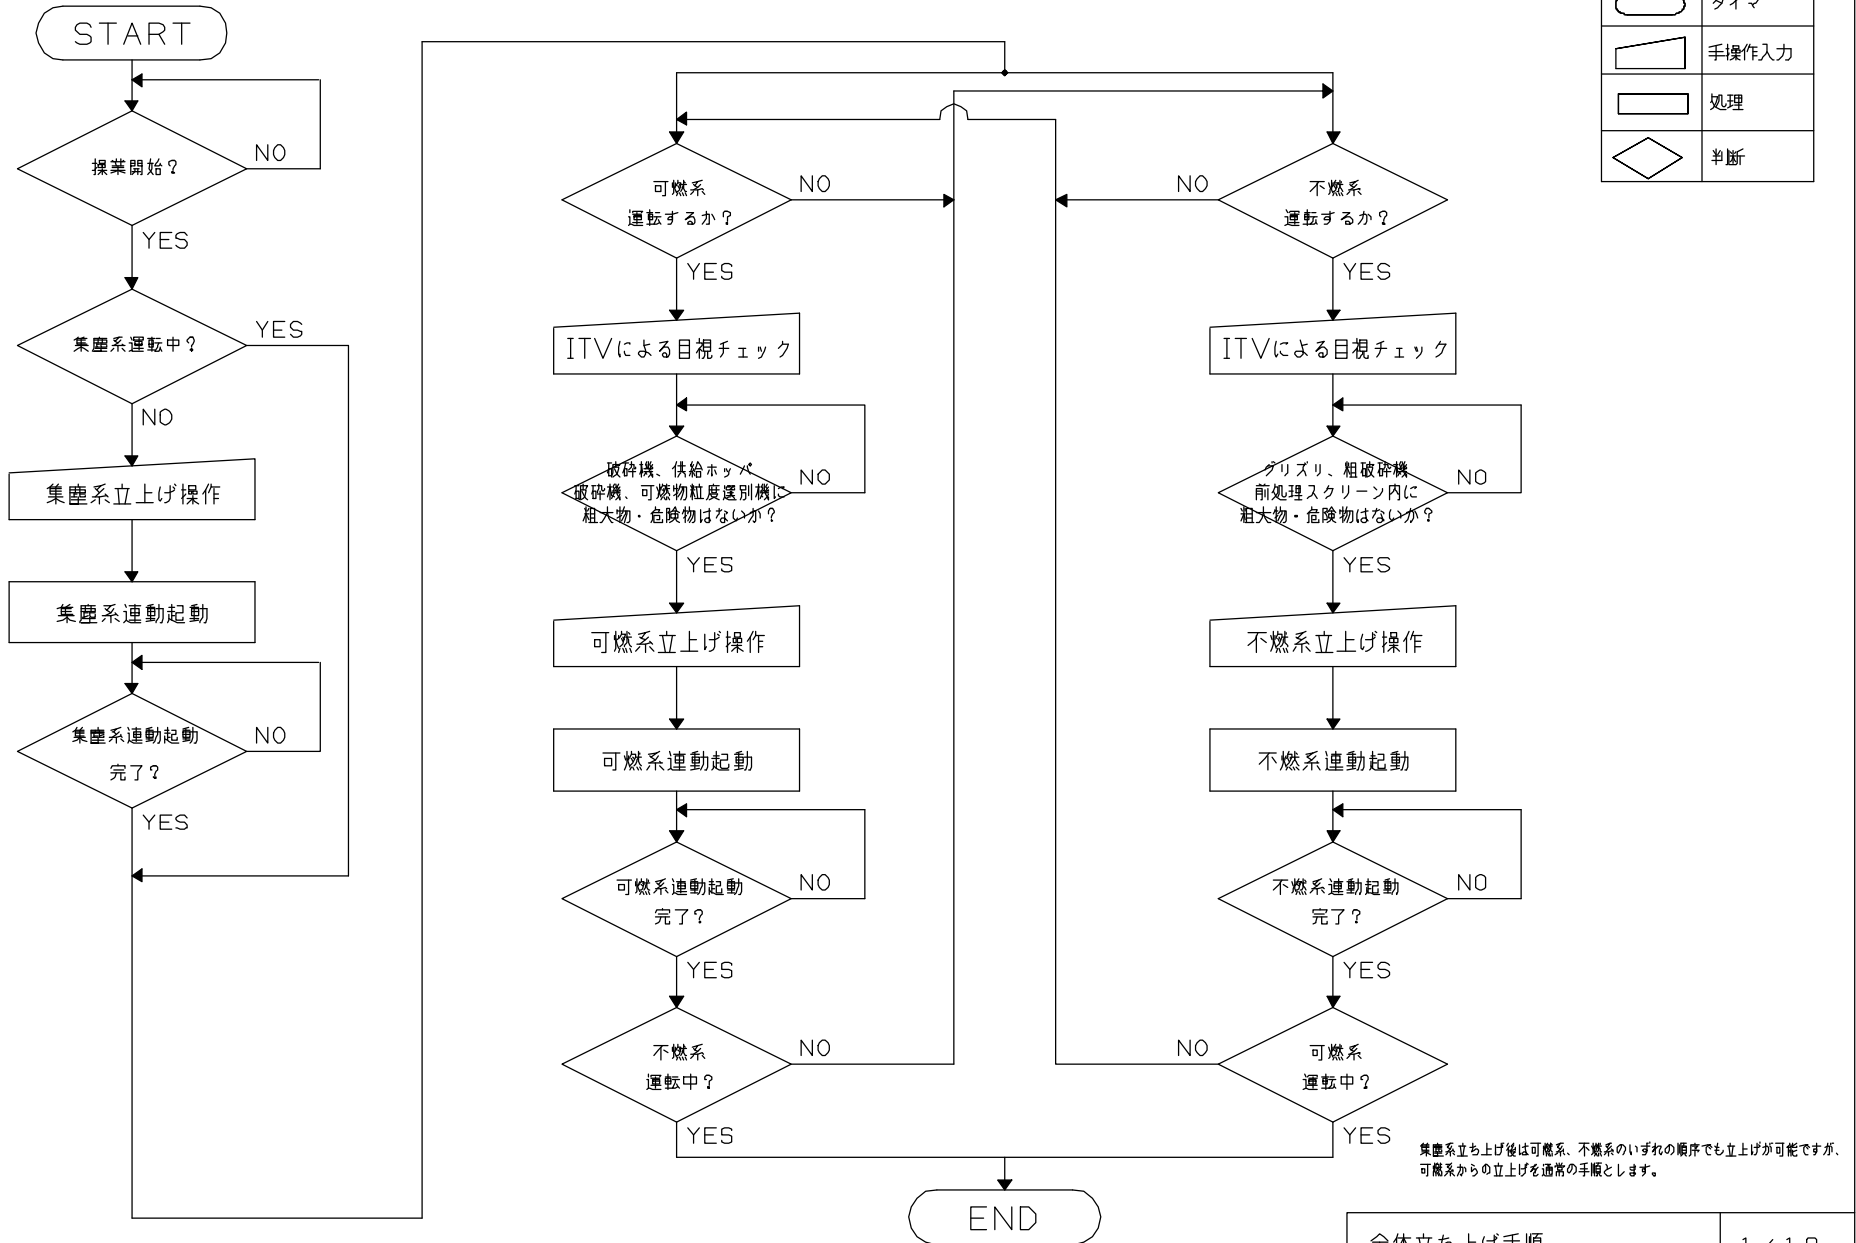 START
操業開始?
NO
YES
集塵系運転中?
YES
NO
集塵系立上げ操作
集塵系連動起動
集塵系連動起動
完了?
NO
YES
可燃系
運転するか?
NO
YES
ITVによる目視チェック
破砕機、供給ホッパ
破砕機、可燃物粒度選別機に
粗大物・危険物はないか?
NO
YES
可燃系立上げ操作
可燃系連動起動
可燃系連動起動
完了?
NO
YES
不燃系
運転中?
NO
YES
不燃系
運転するか?
NO
YES
ITVによる目視チェック
グリズリ、粗破砕機
前処理スクリーン内に
粗大物・危険物はないか?
NO
YES
不燃系立上げ操作
不燃系連動起動
不燃系連動起動
完了?
NO
YES
可燃系
運転中?
NO
YES
END
タイマ
手操作入力
処理
判断
集塵系立ち上げ後は可燃系、不燃系のいずれの順序でも立上げが可能ですが、
可燃系からの立上げを通常の手順とします。
全体立ち上げ手順